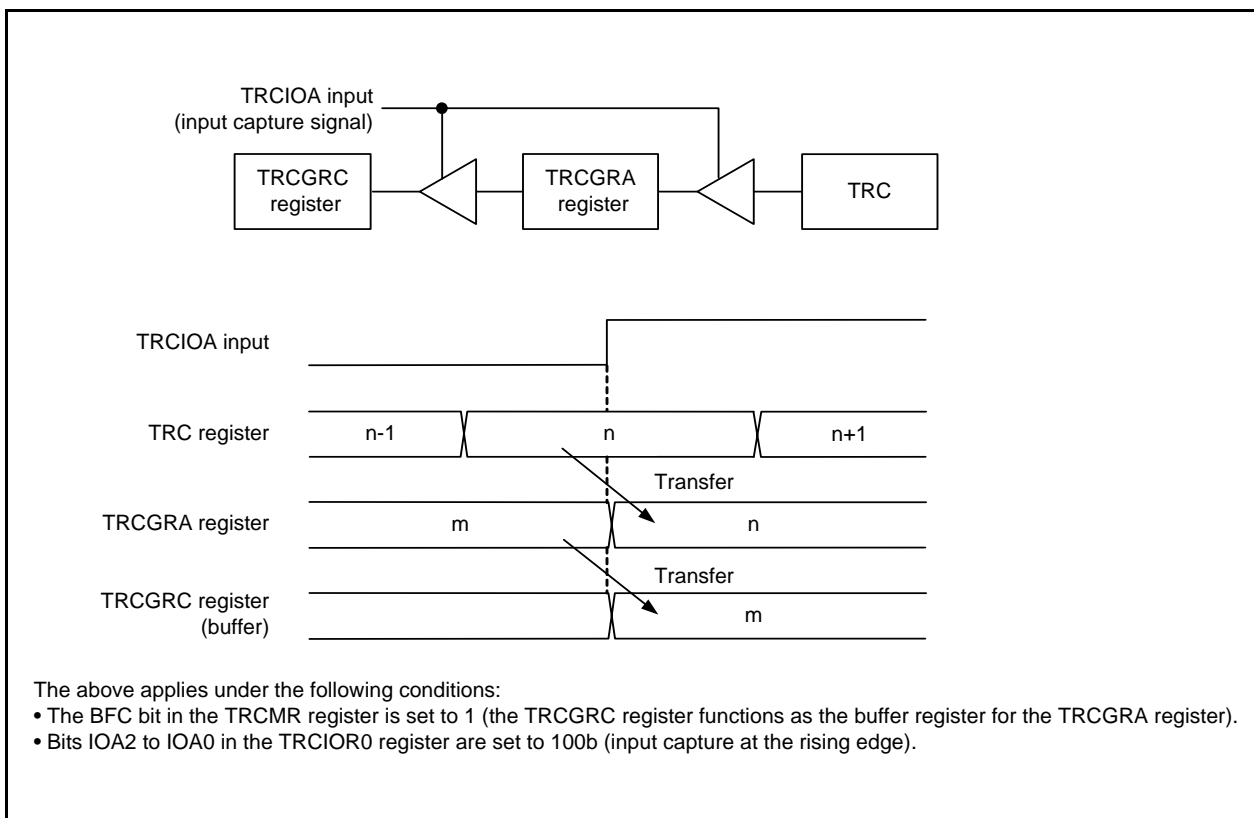 TRCIOA input
(input capture signal)
TRCGRC
register
TRCGRA
register
TRC
TRCIOA input
TRC register
n-1
n
n+1
Transfer
TRCGRA register
m
n
Transfer
TRCGRC register
(buffer)
m
The above applies under the following conditions:
• The BFC bit in the TRCMR register is set to 1 (the TRCGRC register functions as the buffer register for the TRCGRA register).
• Bits IOA2 to IOA0 in the TRCIOR0 register are set to 100b (input capture at the rising edge).